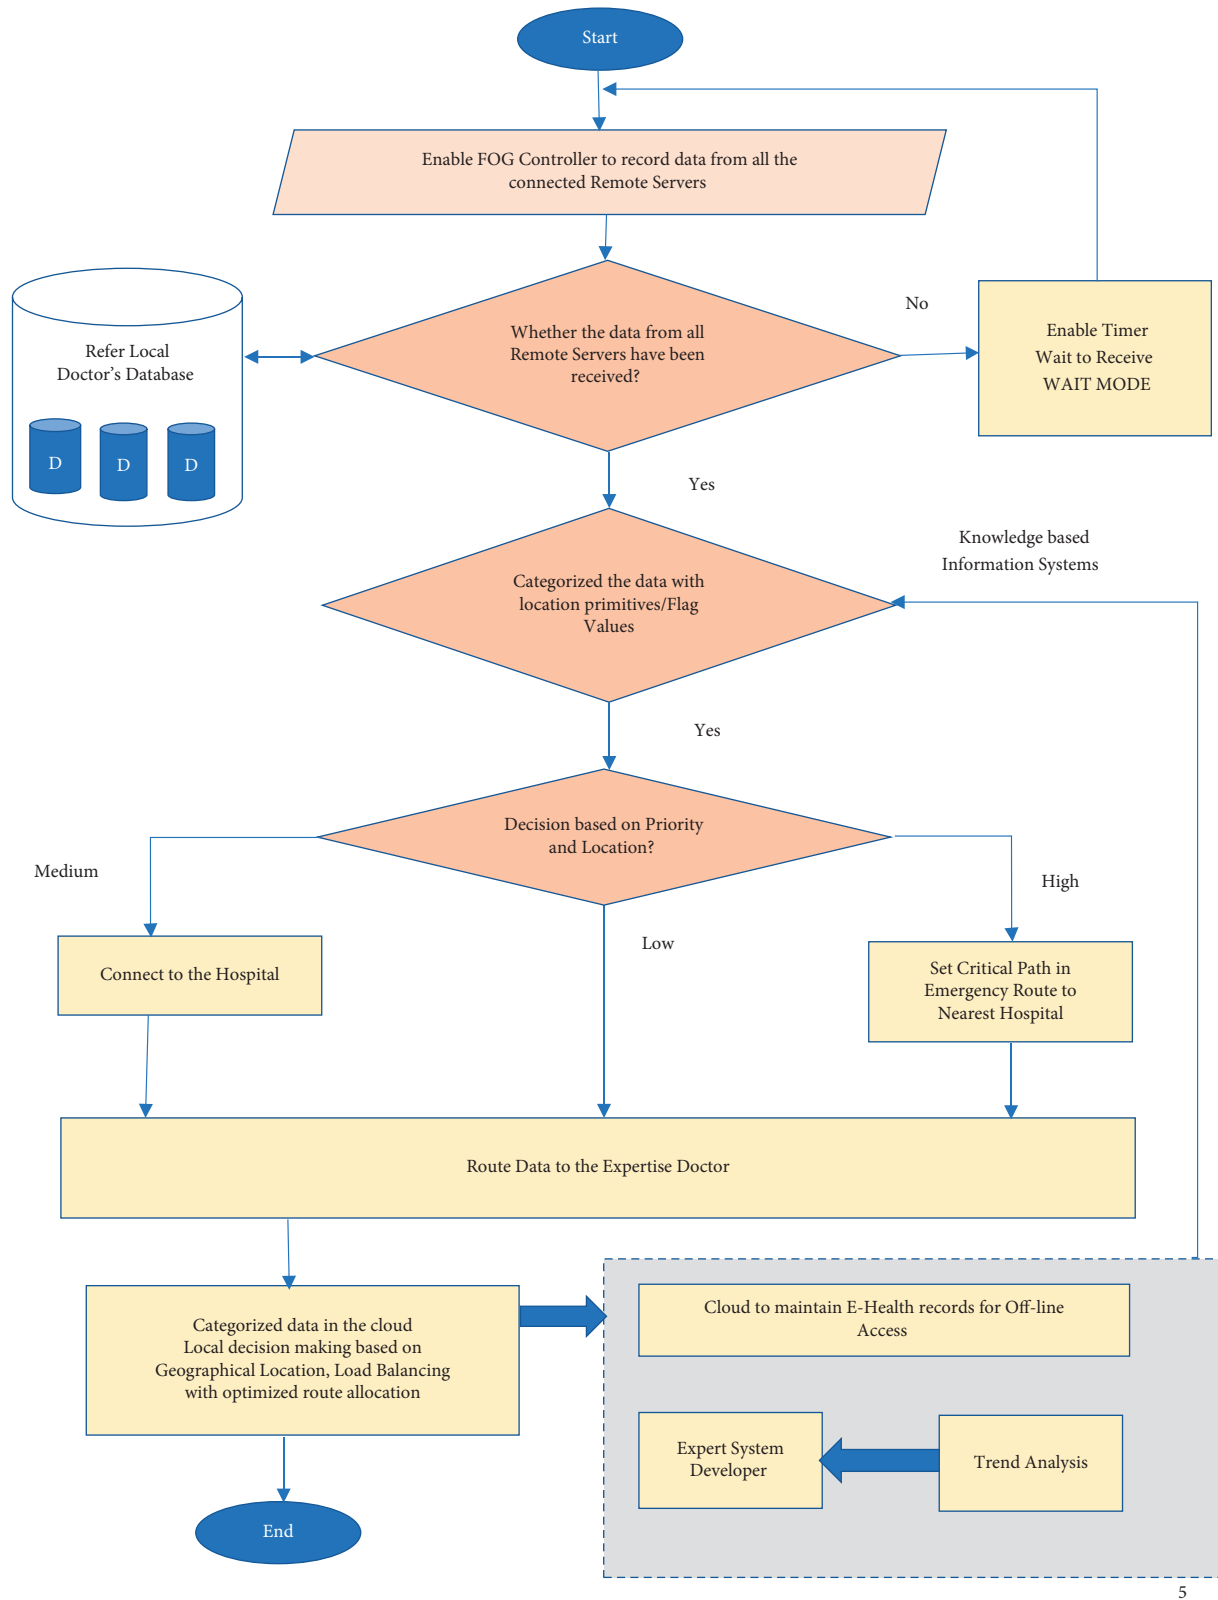 Start
Enable FOG Controller to record data from all the
connected Remote Servers
Whether the data from all
Remote Servers have been
received?
No
Enable Timer
Wait to Receive
WAIT MODE
Refer Local
Doctor's Database
D
D
D
Yes
Knowledge based
Information Systems
Categorized the data with
location primitives/Flag
Values
Yes
Decision based on Priority
and Location?
Medium
High
Low
Connect to the Hospital
Set Critical Path in
Emergency Route to
Nearest Hospital
Route Data to the Expertise Doctor
Categorized data in the cloud
Local decision making based on
Geographical Location, Load Balancing
with optimized route allocation
Cloud to maintain E-Health records for Off-line
Access
Expert System
Developer
Trend Analysis
End
5